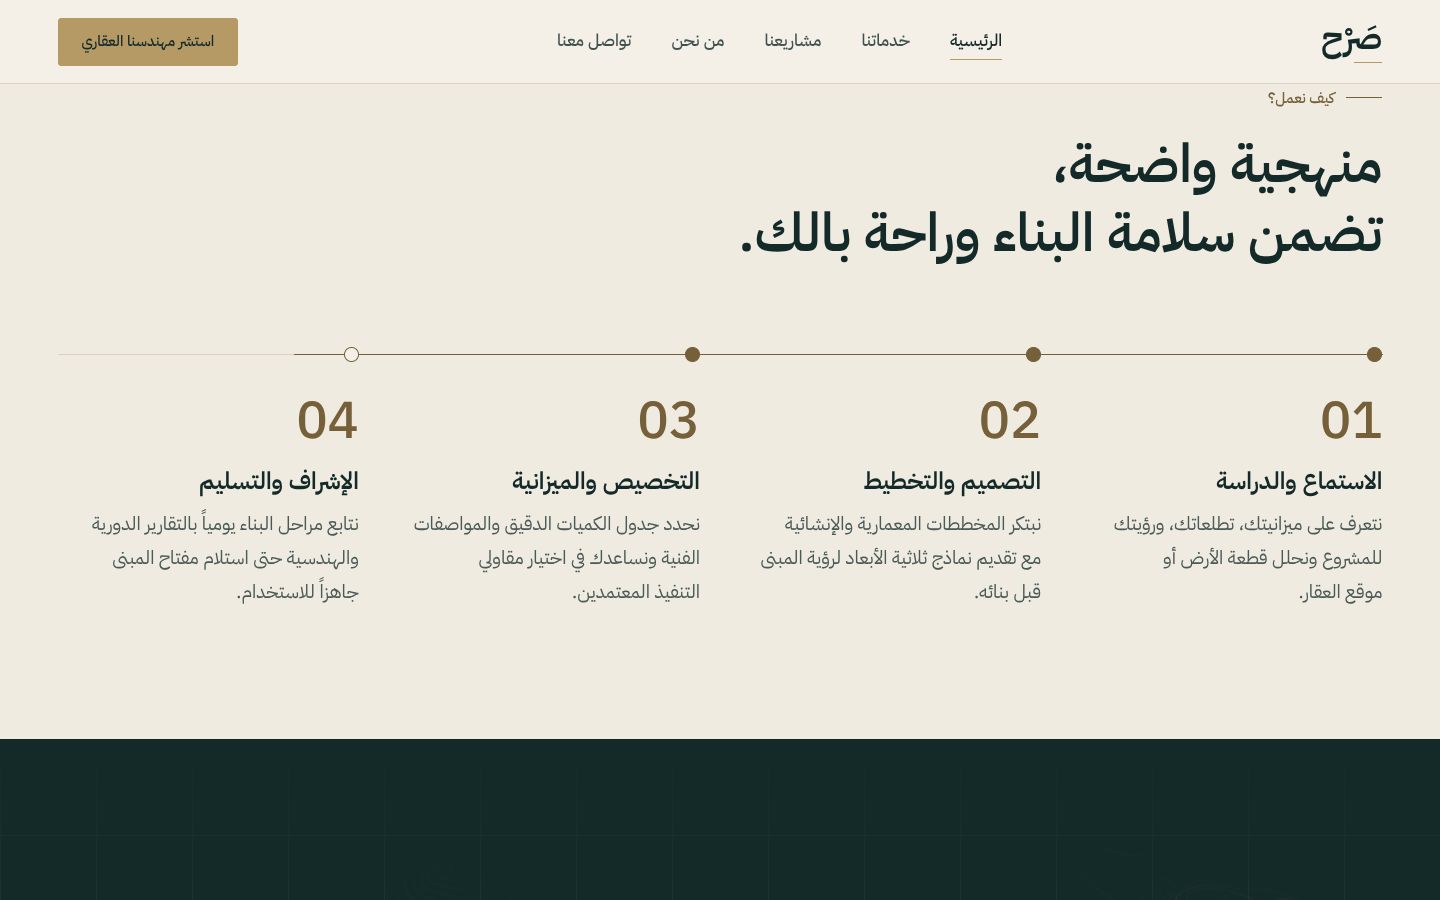 صَرْح
الرئيسية
خدماتنا
مشاريعنا
من نحن
تواصل معنا
استشر مهندسنا العقاري
كيف نعمل؟
منهجية واضحة،
تضمن سلامة البناء وراحة بالك.
01
الاستماع والدراسة
نتعرف على ميزانيتك، تطلعاتك، ورؤيتك
للمشروع ونحلل قطعة الأرض أو
موقع العقار.
02
التصميم والتخطيط
نبتكر المخططات المعمارية والإنشائية
مع تقديم نماذج ثلاثية الأبعاد لرؤية المبنى
قبل بنائه.
03
التخصيص والميزانية
نحدد جدول الكميات الدقيق والمواصفات
الفنية ونساعدك في اختيار مقاولي
التنفيذ المعتمدين.
04
الإشراف والتسليم
نتابع مراحل البناء يومياً بالتقارير الدورية
والهندسية حتى استلام مفتاح المبنى
جاهزاً للاستخدام.